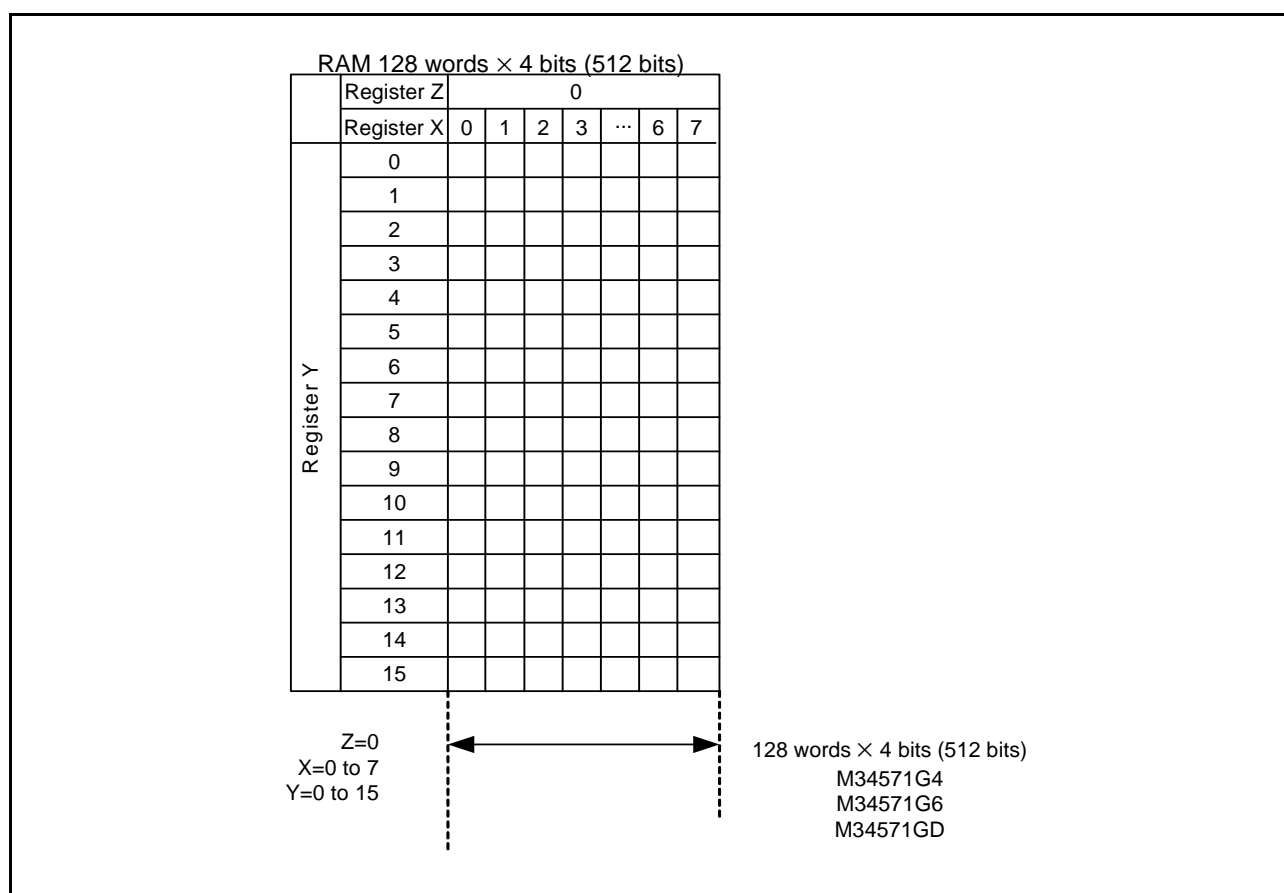 RAM 128 words × 4 bits (512 bits)
Register Z 0
Register X 0 1 2 3 ... 6 7
Register Y
0
1
2
3
4
5
6
7
8
9
10
11
12
13
14
15
Z=0
X=0 to 7
Y=0 to 15
128 words × 4 bits (512 bits)
M34571G4
M34571G6
M34571GD